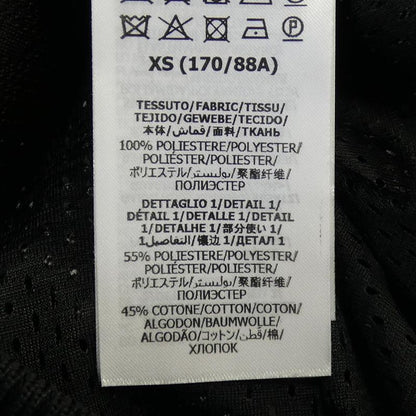 XS (170/88A)
TESSUTO/FABRIC/TISSU/
TEJIDO/GEWEBE/TECIDO/
本体/قماش/面料/ТКАНЬ
100% POLIESTERE/POLYESTER/
POLIÉSTER/POLIESTER/
ポリエステル/بوليستر/聚酯纤维/
ПОЛИЭСТЕР
DETTAGLIO 1/DETAIL 1/
DÉTAIL 1/DETALLE 1/DETAIL
1/DETALHE 1/部分使い
1/التفاصيل1/镶边 1/ДЕТАЛ 1
55% POLIESTERE/POLYESTER/
POLIÉSTER/POLIESTER/
ポリエステル/بوليستر/聚酯纤维/
ПОЛИЭСТЕР
45% COTONE/COTTON/COTON/
ALGODON/BAUMWOLLE/
ALGODÃO/コットン/قطن/棉/
ХЛОПОК